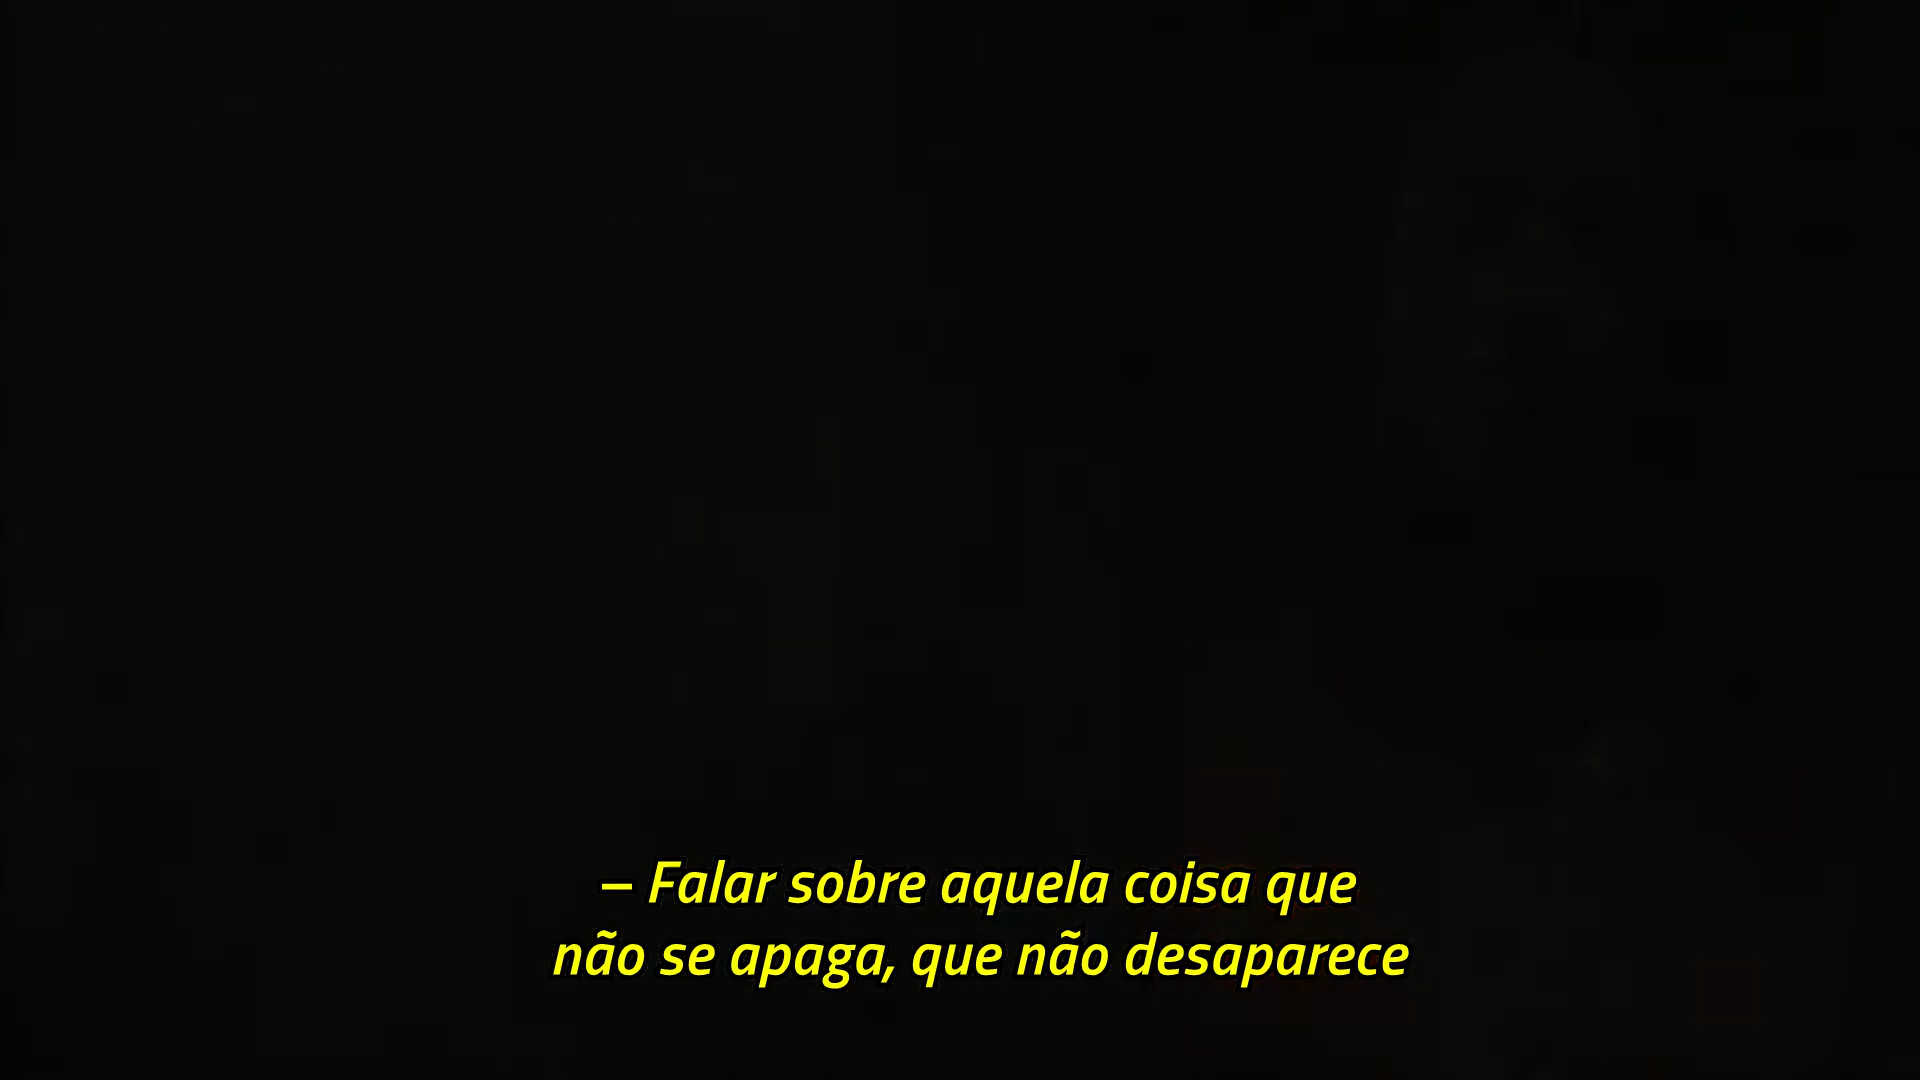 – Falar sobre aquela coisa que
não se apaga, que não desaparece